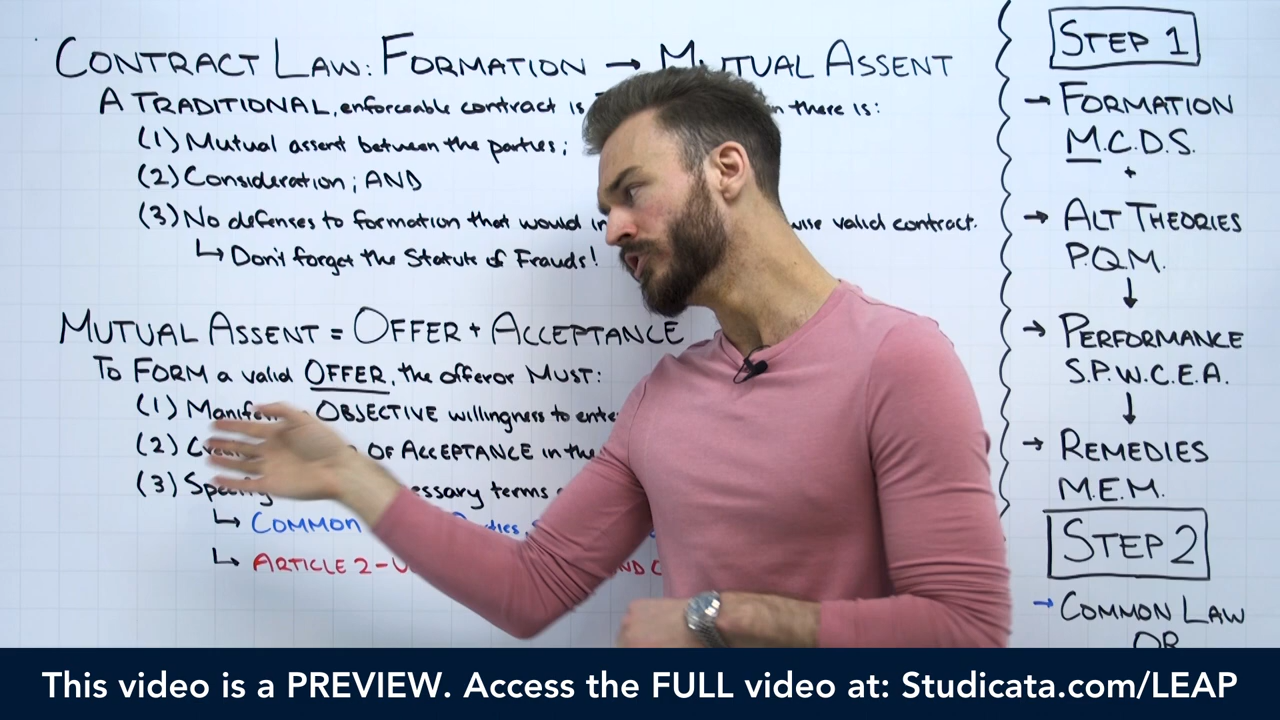 CONTRACT LAW: FORMATION → MUTUAL ASSENT
A TRADITIONAL, enforceable contract is there is:
(1) Mutual assent between the parties;
(2) Consideration; AND
(3) No defenses to formation that would valid contract.
↳ Don't forget the Statute of Frauds!
MUTUAL ASSENT = OFFER + ACCEPTANCE
TO FORM a valid OFFER, the offeror MUST:
(1) OBJECTIVE willingness to
(2) OF ACCEPTANCE in the
(3) terms
↳ COMMON
↳ ARTICLE 2 -
STEP 1
→ FORMATION
M.C.D.S.
+
→ ALT THEORIES
P.Q.M.
↓
→ PERFORMANCE
S.P.W.C.E.A.
↓
→ REMEDIES
M.E.M.
STEP 2
→ COMMON LAW
OR
This video is a PREVIEW. Access the FULL video at: Studicata.com/LEAP